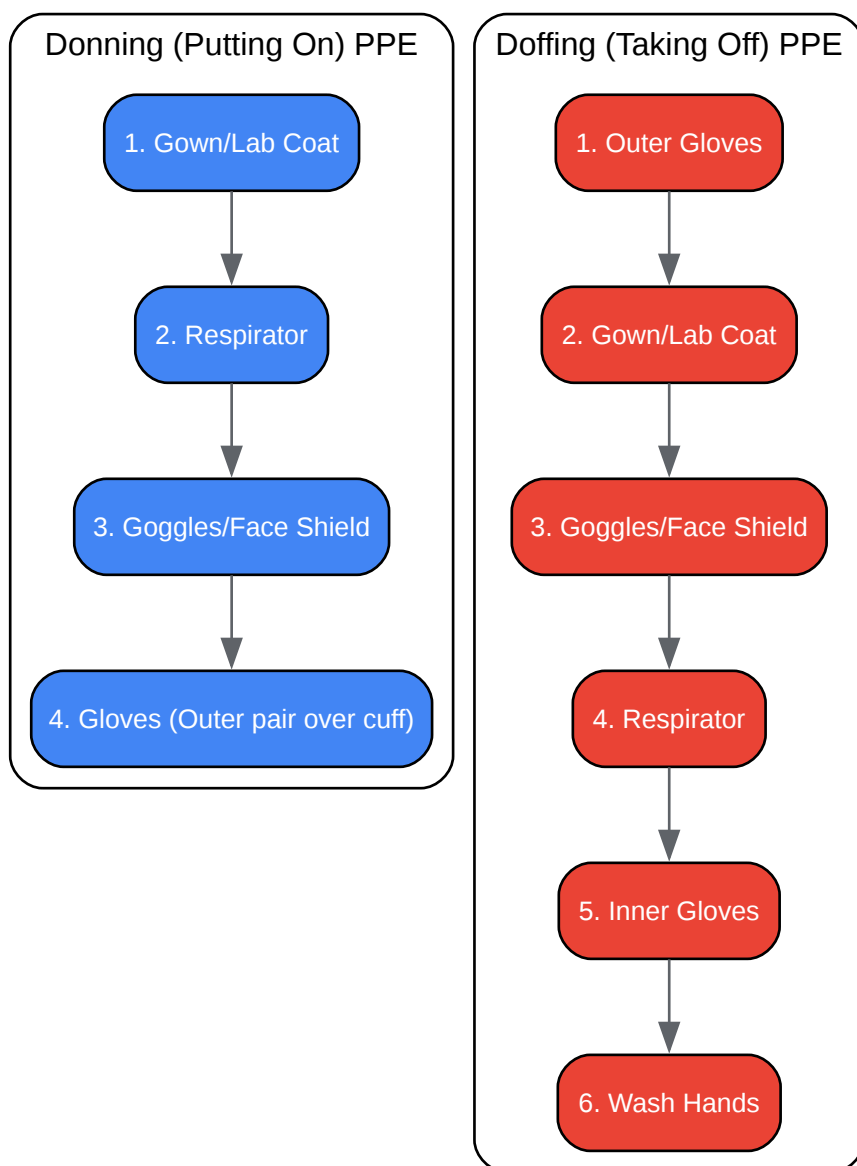 Donning (Putting On) PPE
1. Gown/Lab Coat
2. Respirator
3. Goggles/Face Shield
4. Gloves (Outer pair over cuff)
Doffing (Taking Off) PPE
1. Outer Gloves
2. Gown/Lab Coat
3. Goggles/Face Shield
4. Respirator
5. Inner Gloves
6. Wash Hands